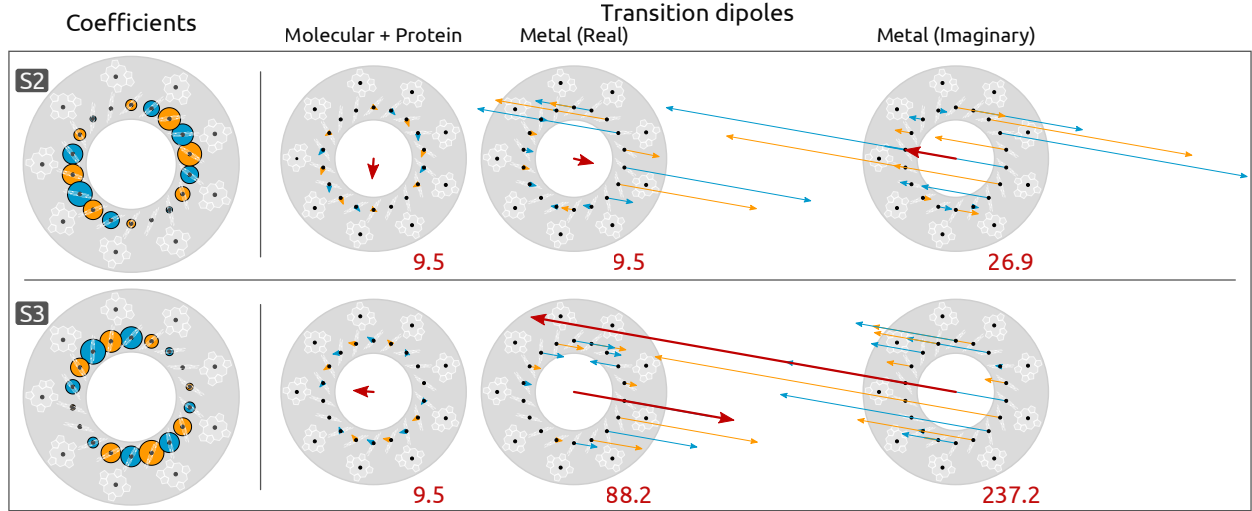 Transition dipoles
Coefficients
Molecular + Protein
Metal (Real)
Metal (Imaginary)
S2
9.5
9.5
26.9
S3
9.5
88.2
237.2